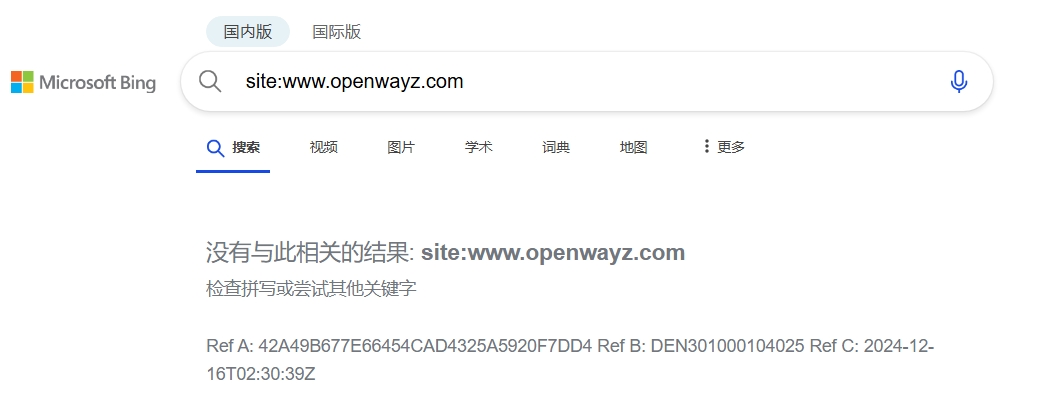 国内版 国际版
Microsoft Bing
site:www.openwayz.com
搜索 视频 图片 学术 词典 地图 更多
没有与此相关的结果: site:www.openwayz.com
检查拼写或尝试其他关键字
Ref A: 42A49B677E66454CAD4325A5920F7DD4 Ref B: DEN301000104025 Ref C: 2024-12-
16T02:30:39Z